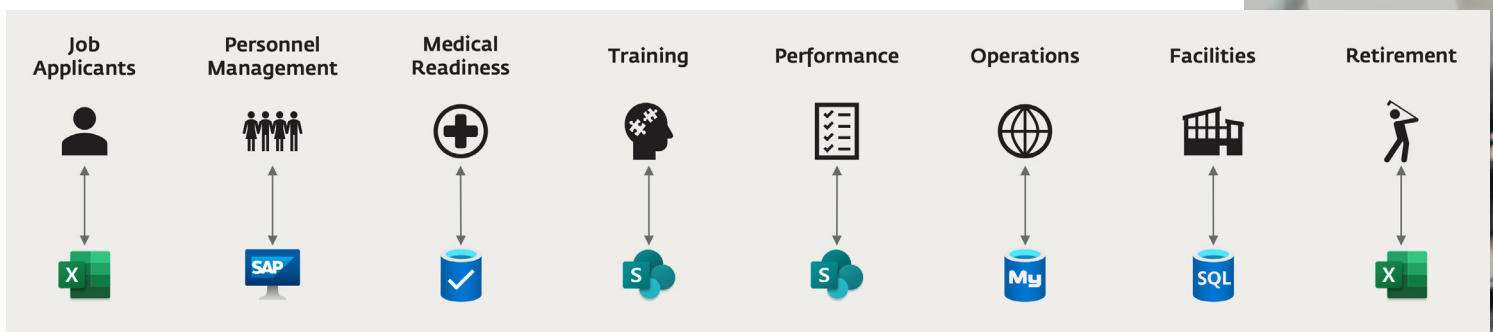 Job
Applicants
Personnel
Management
Medical
Readiness
Training
Performance
Operations
Facilities
Retirement
X
SAP
S
S
My
SQL
X